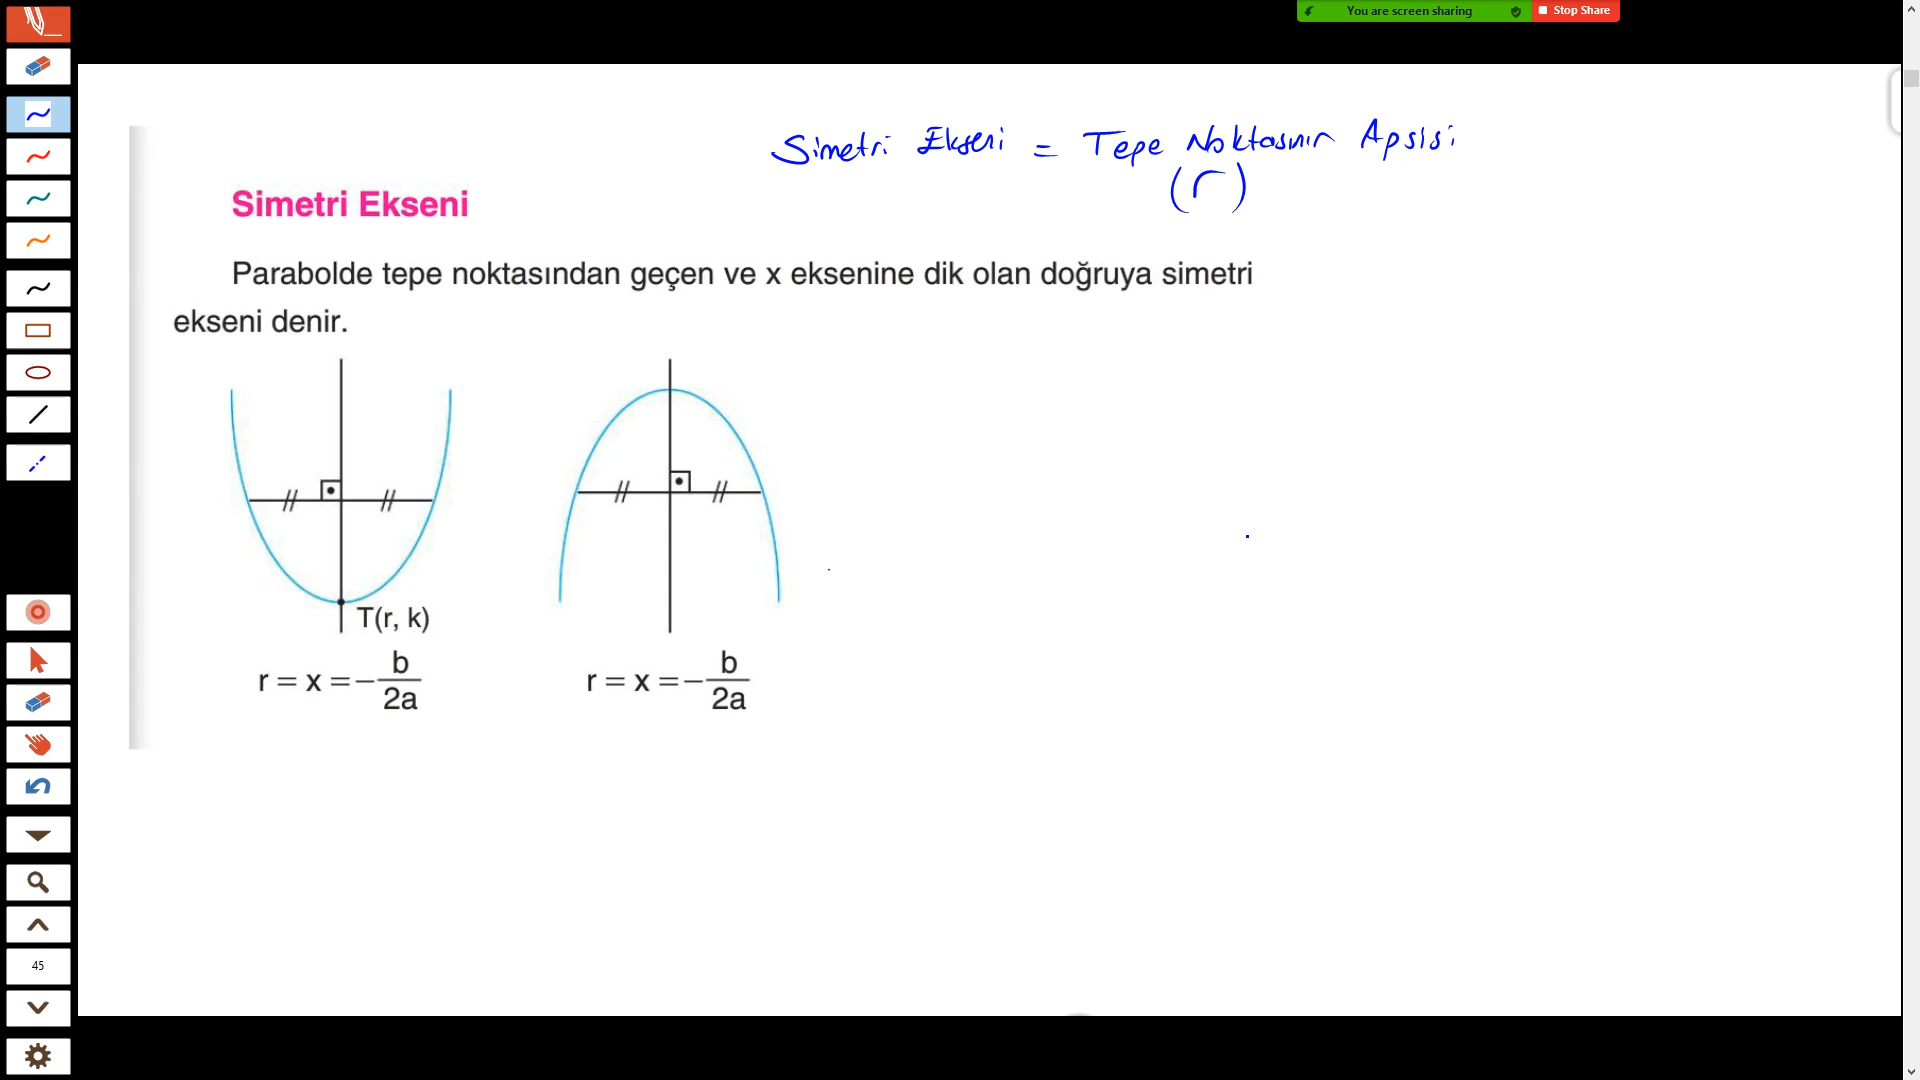 You are screen sharing
Stop Share
Simetri Ekseni = Tepe Noktasının Apsisi
(r)
Simetri Ekseni
Parabolde tepe noktasından geçen ve x eksenine dik olan doğruya simetri
ekseni denir.
T(r, k)
r = x = -b/2a
r = x = -b/2a
45